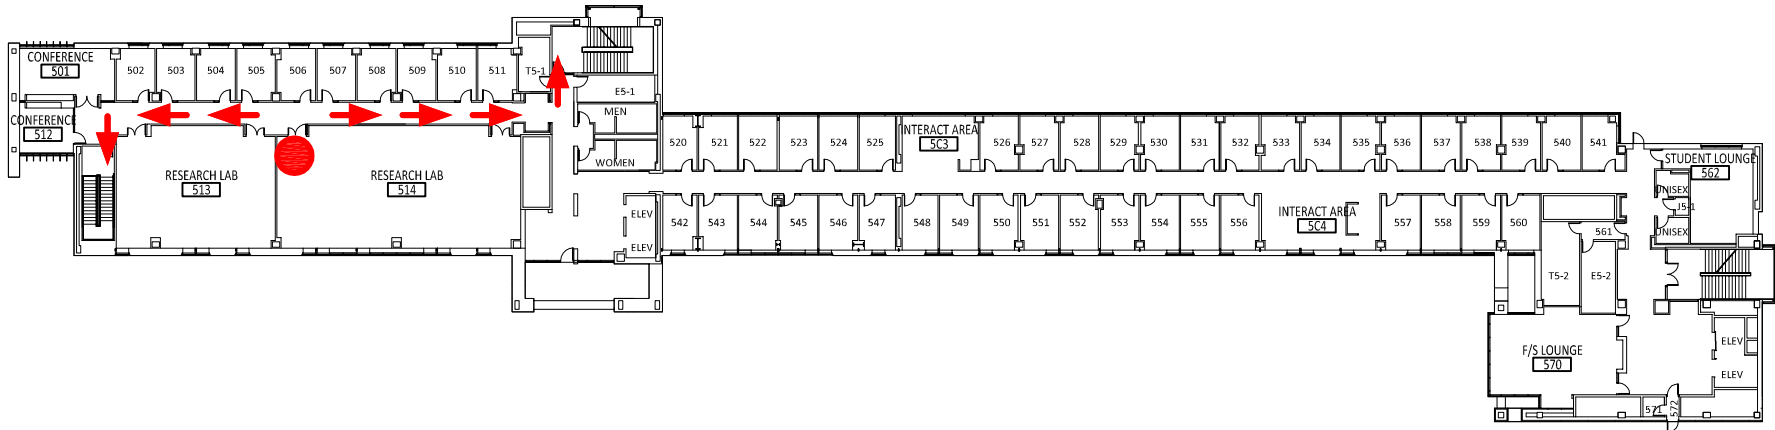 CONFERENCE
501
502
503
504
505
506
507
508
509
510
511
T5-1
E5-1
MEN
WOMEN
CONFERENCE
512
RESEARCH LAB
513
RESEARCH LAB
514
ELEV
ELEV
520
521
522
523
524
525
INTERACT AREA
5C3
526
527
528
529
530
531
532
533
534
535
536
537
538
539
540
541
542
543
544
545
546
547
548
549
550
551
552
553
554
555
556
INTERACT AREA
5C4
557
558
559
560
561
STUDENT LOUNGE
562
UNISEX
J5-1
UNISEX
T5-2
E5-2
F/S LOUNGE
570
ELEV
ELEV
571
572